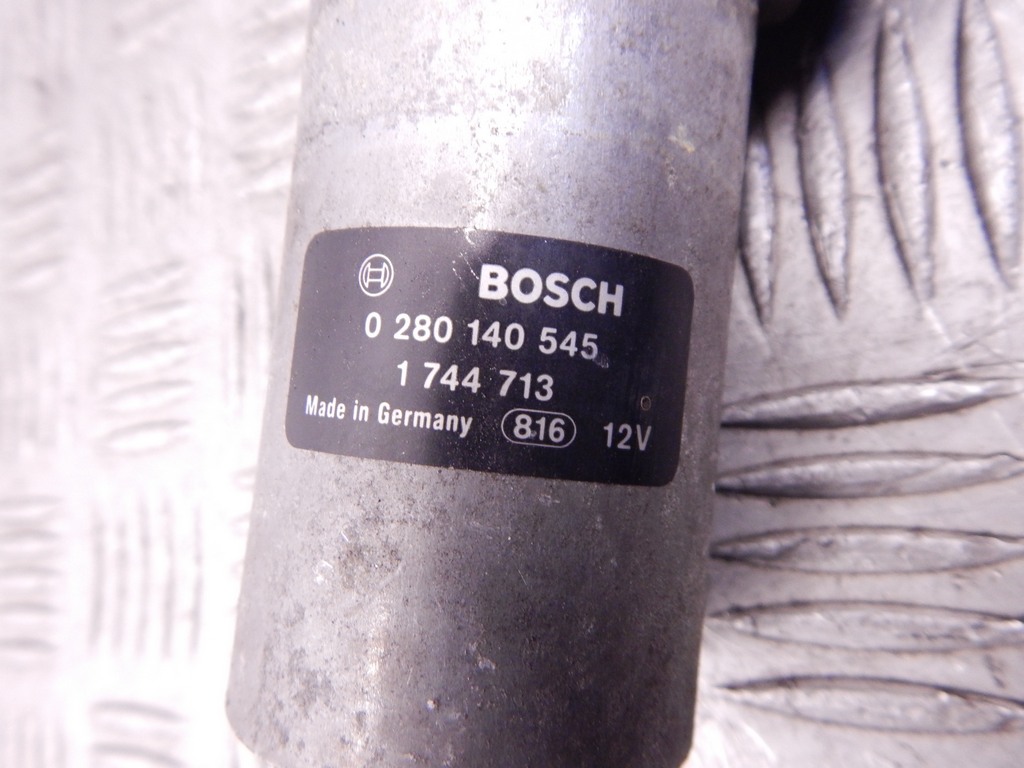 BOSCH
0 280 140 545
1 744 713
Made in Germany 816 12V